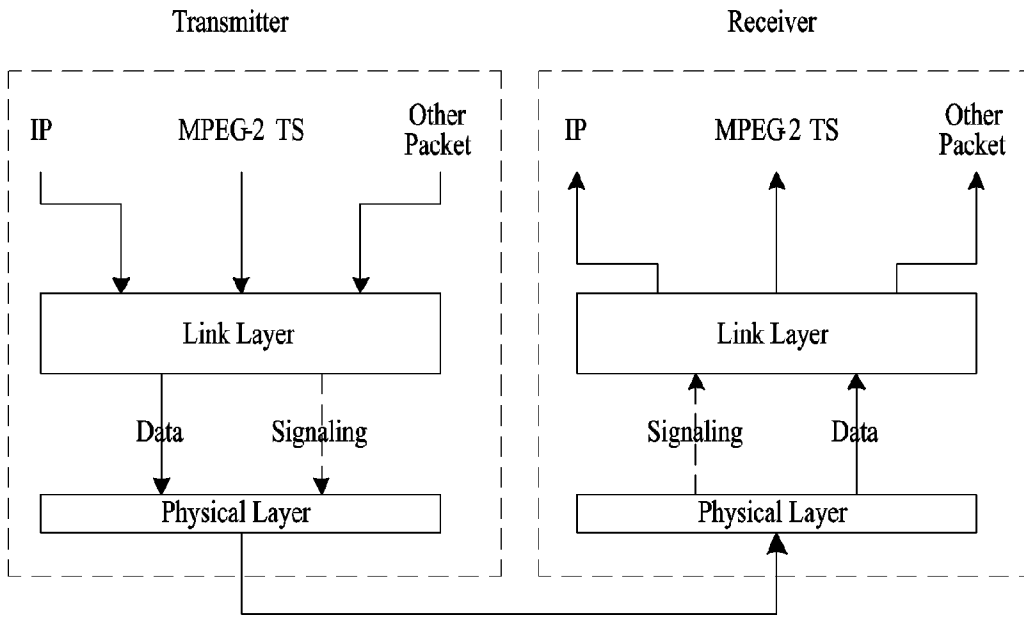 Transmitter
Receiver
IP
MPEG-2 TS
Other
Packet
IP
MPEG-2 TS
Other
Packet
Link Layer
Link Layer
Data
Signaling
Signaling
Data
Physical Layer
Physical Layer